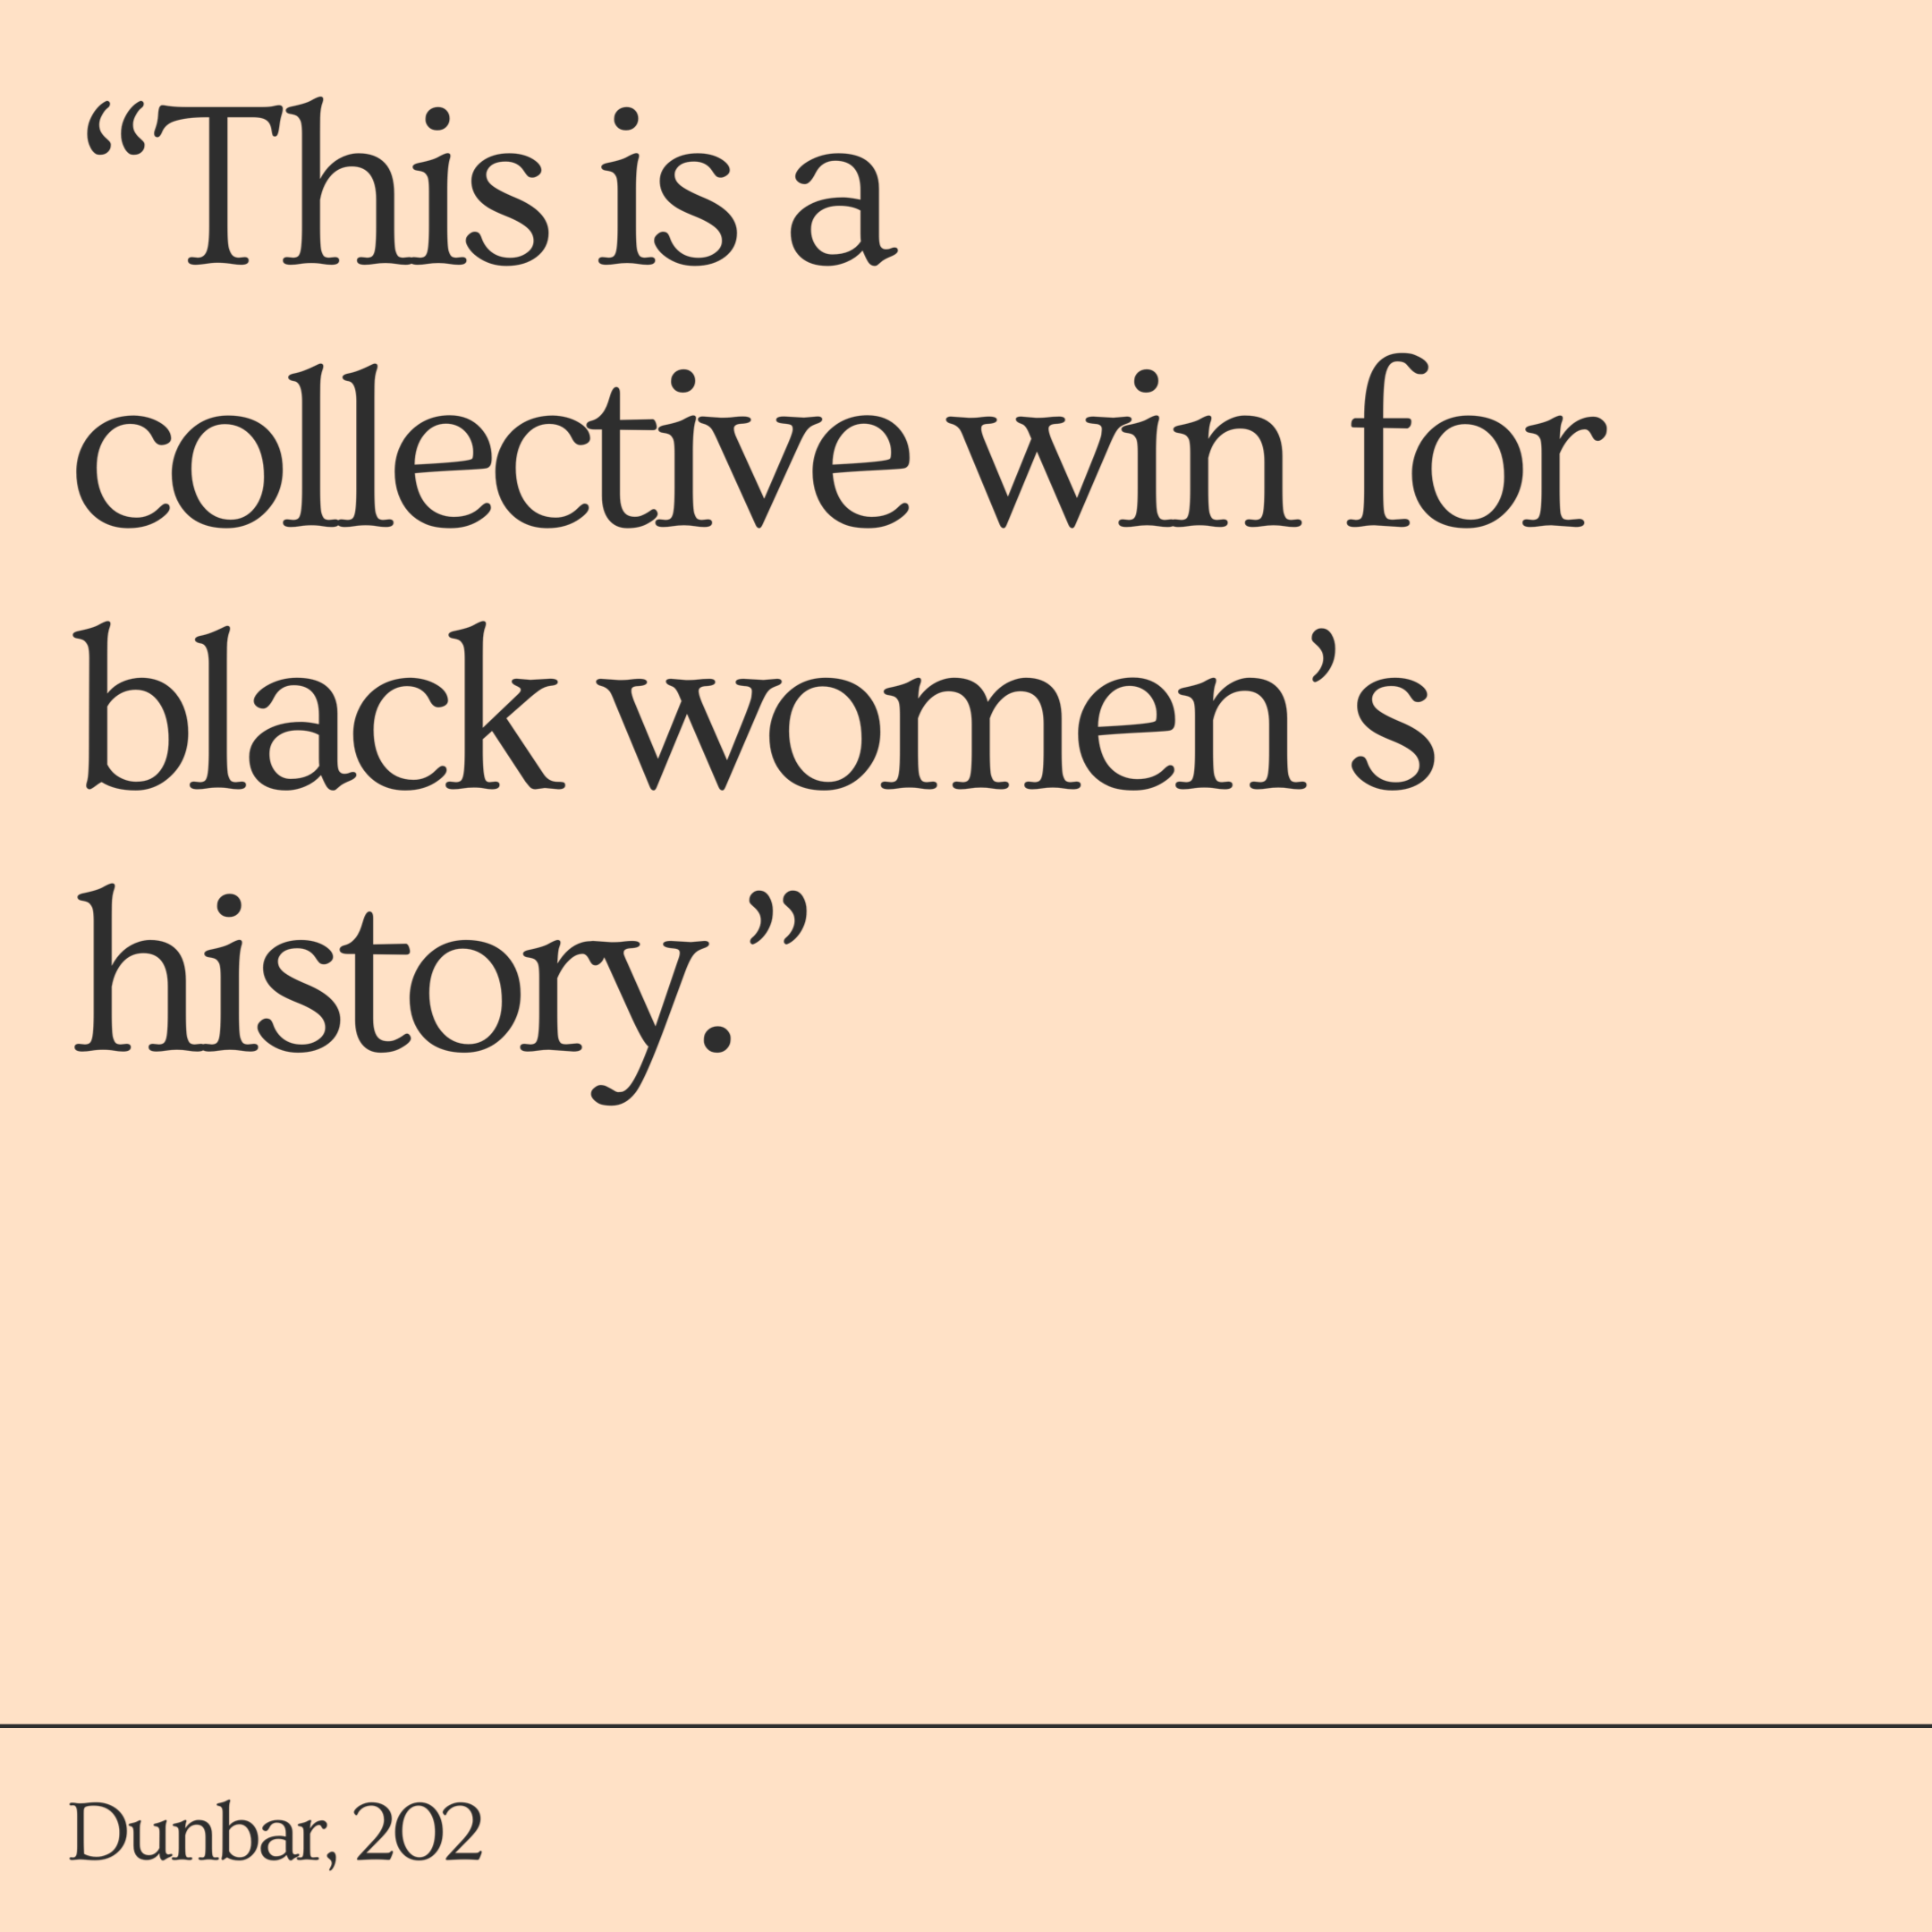 “This is a
collective win for
black women’s
history.”
Dunbar, 202